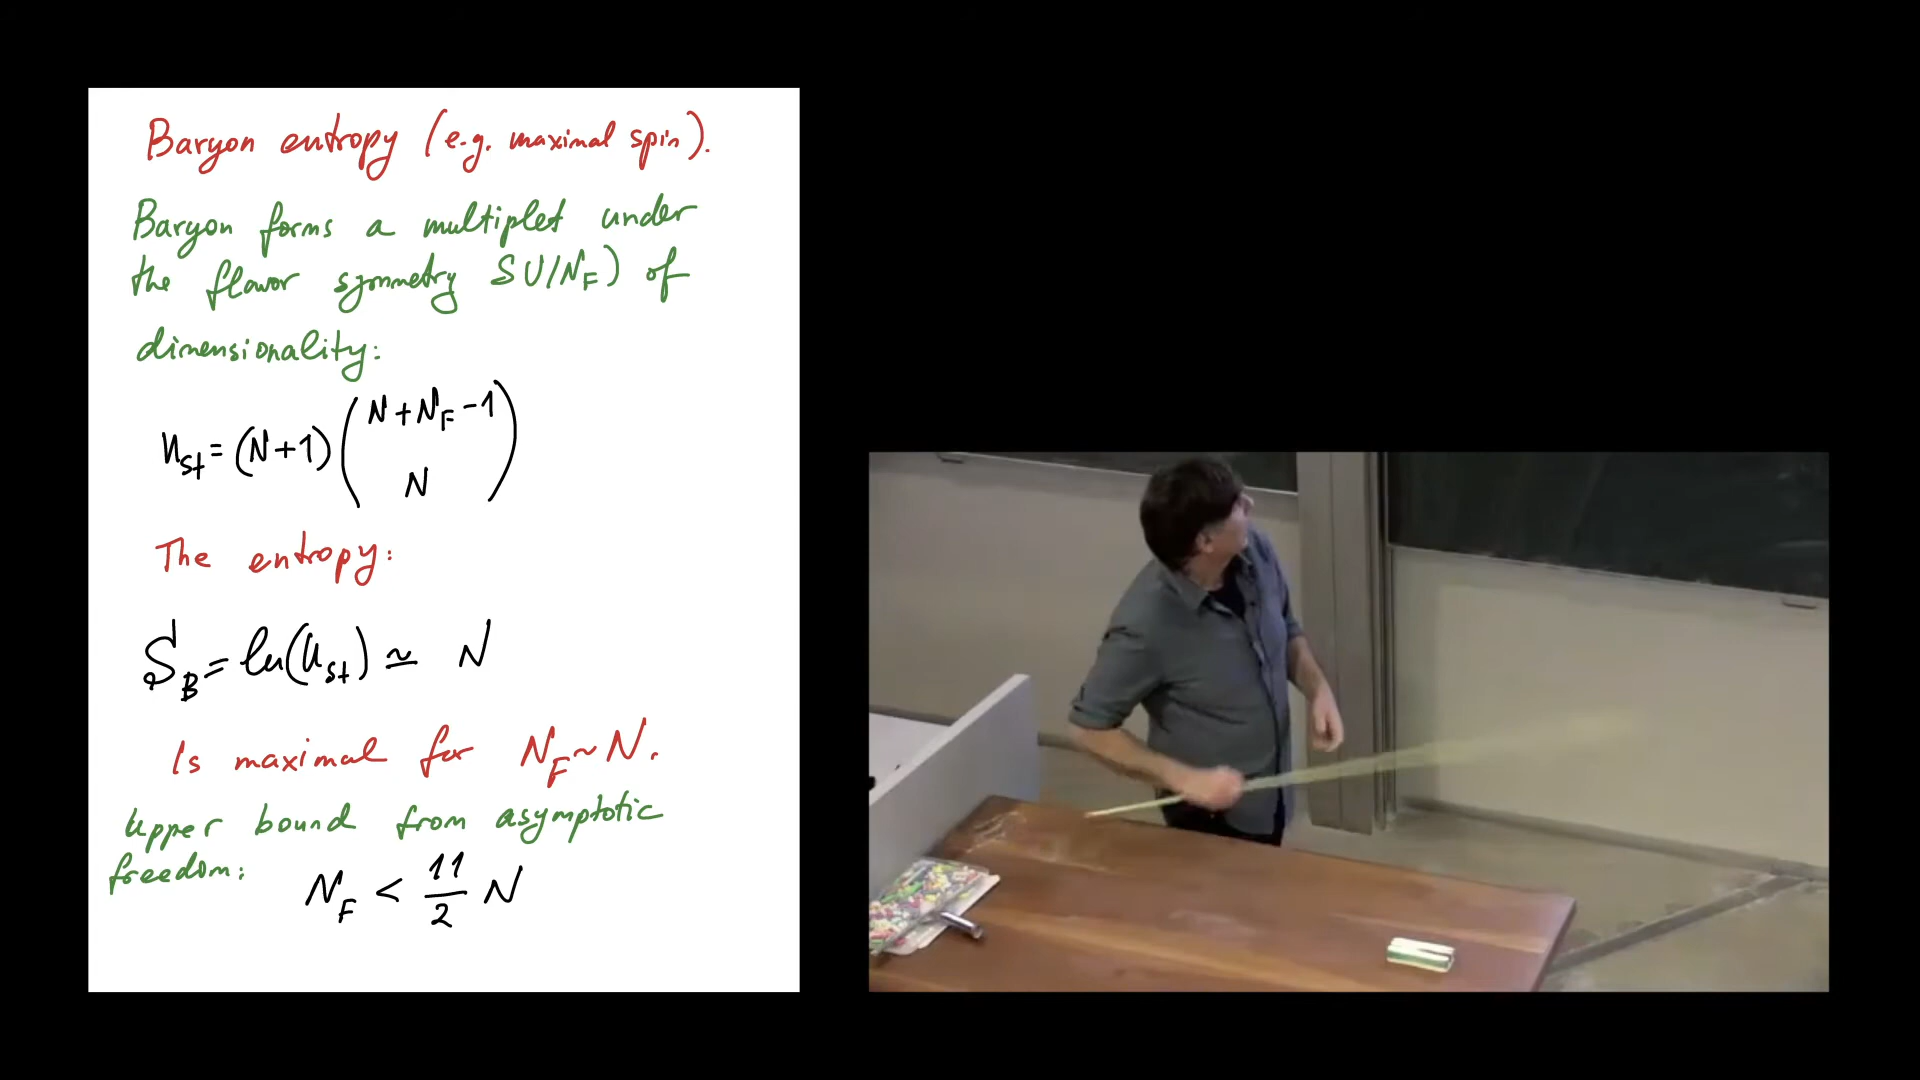 Baryon entropy (e.g. maximal spin).
Baryon forms a multiplet under
the flavor symmetry SU(N_F) of
dimensionality:
n_st = (N+1) (N+N_F-1
N)
The entropy:
S_B = ln(n_st) ≃ N
Is maximal for N_F ~ N.
Upper bound from asymptotic
freedom: N_F < 11/2 N